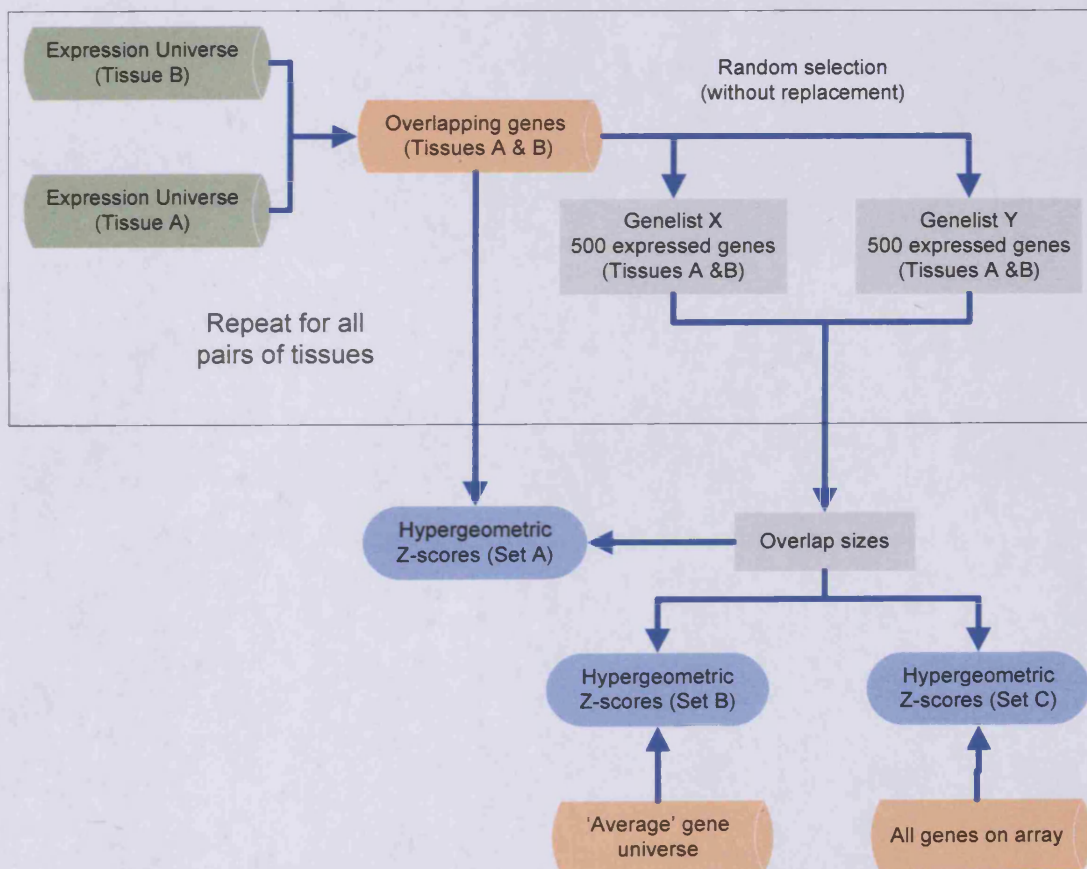 Expression Universe
(Tissue B)
Random selection
(without replacement)
Overlapping genes
(Tissues A & B)
Expression Universe
(Tissue A)
Genelist X
500 expressed genes
(Tissues A &B)
Genelist Y
500 expressed genes
(Tissues A &B)
Repeat for all
pairs of tissues
Hypergeometric
Z-scores (Set A)
Overlap sizes
Hypergeometric
Z-scores (Set B)
Hypergeometric
Z-scores (Set C)
'Average' gene
universe
All genes on array